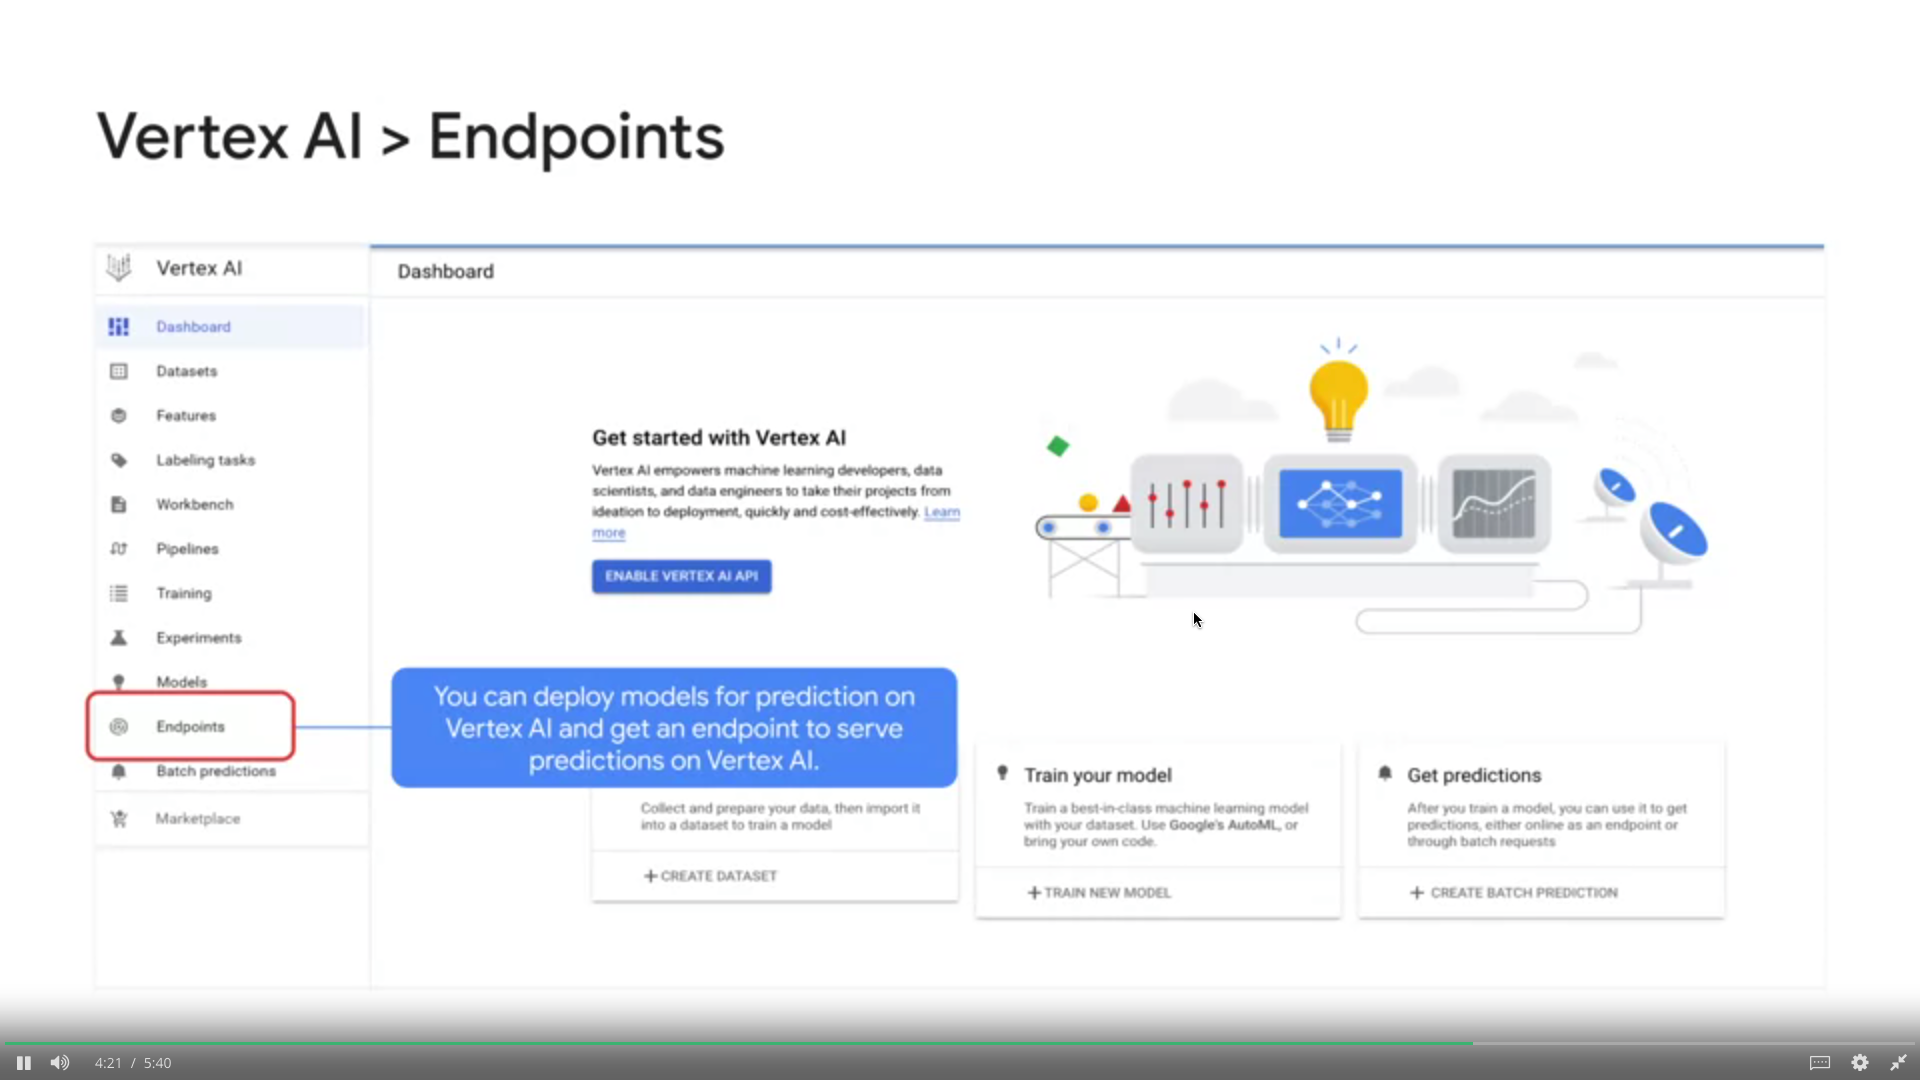 Vertex AI > Endpoints
Vertex AI
Dashboard
Dashboard
Datasets
Features
Labeling tasks
Workbench
Pipelines
Training
Experiments
Models
Endpoints
Batch predictions
Marketplace
Get started with Vertex AI
Vertex AI empowers machine learning developers, data
scientists, and data engineers to take their projects from
ideation to deployment, quickly and cost-effectively. Learn
more
ENABLE VERTEX AI API
You can deploy models for prediction on
Vertex AI and get an endpoint to serve
predictions on Vertex AI.
Collect and prepare your data, then import it
into a dataset to train a model
+ CREATE DATASET
Train your model
Train a best-in-class machine learning model
with your dataset. Use Google's AutoML, or
bring your own code.
+ TRAIN NEW MODEL
Get predictions
After you train a model, you can use it to get
predictions, either online as an endpoint or
through batch requests
+ CREATE BATCH PREDICTION
4:21 / 5:40